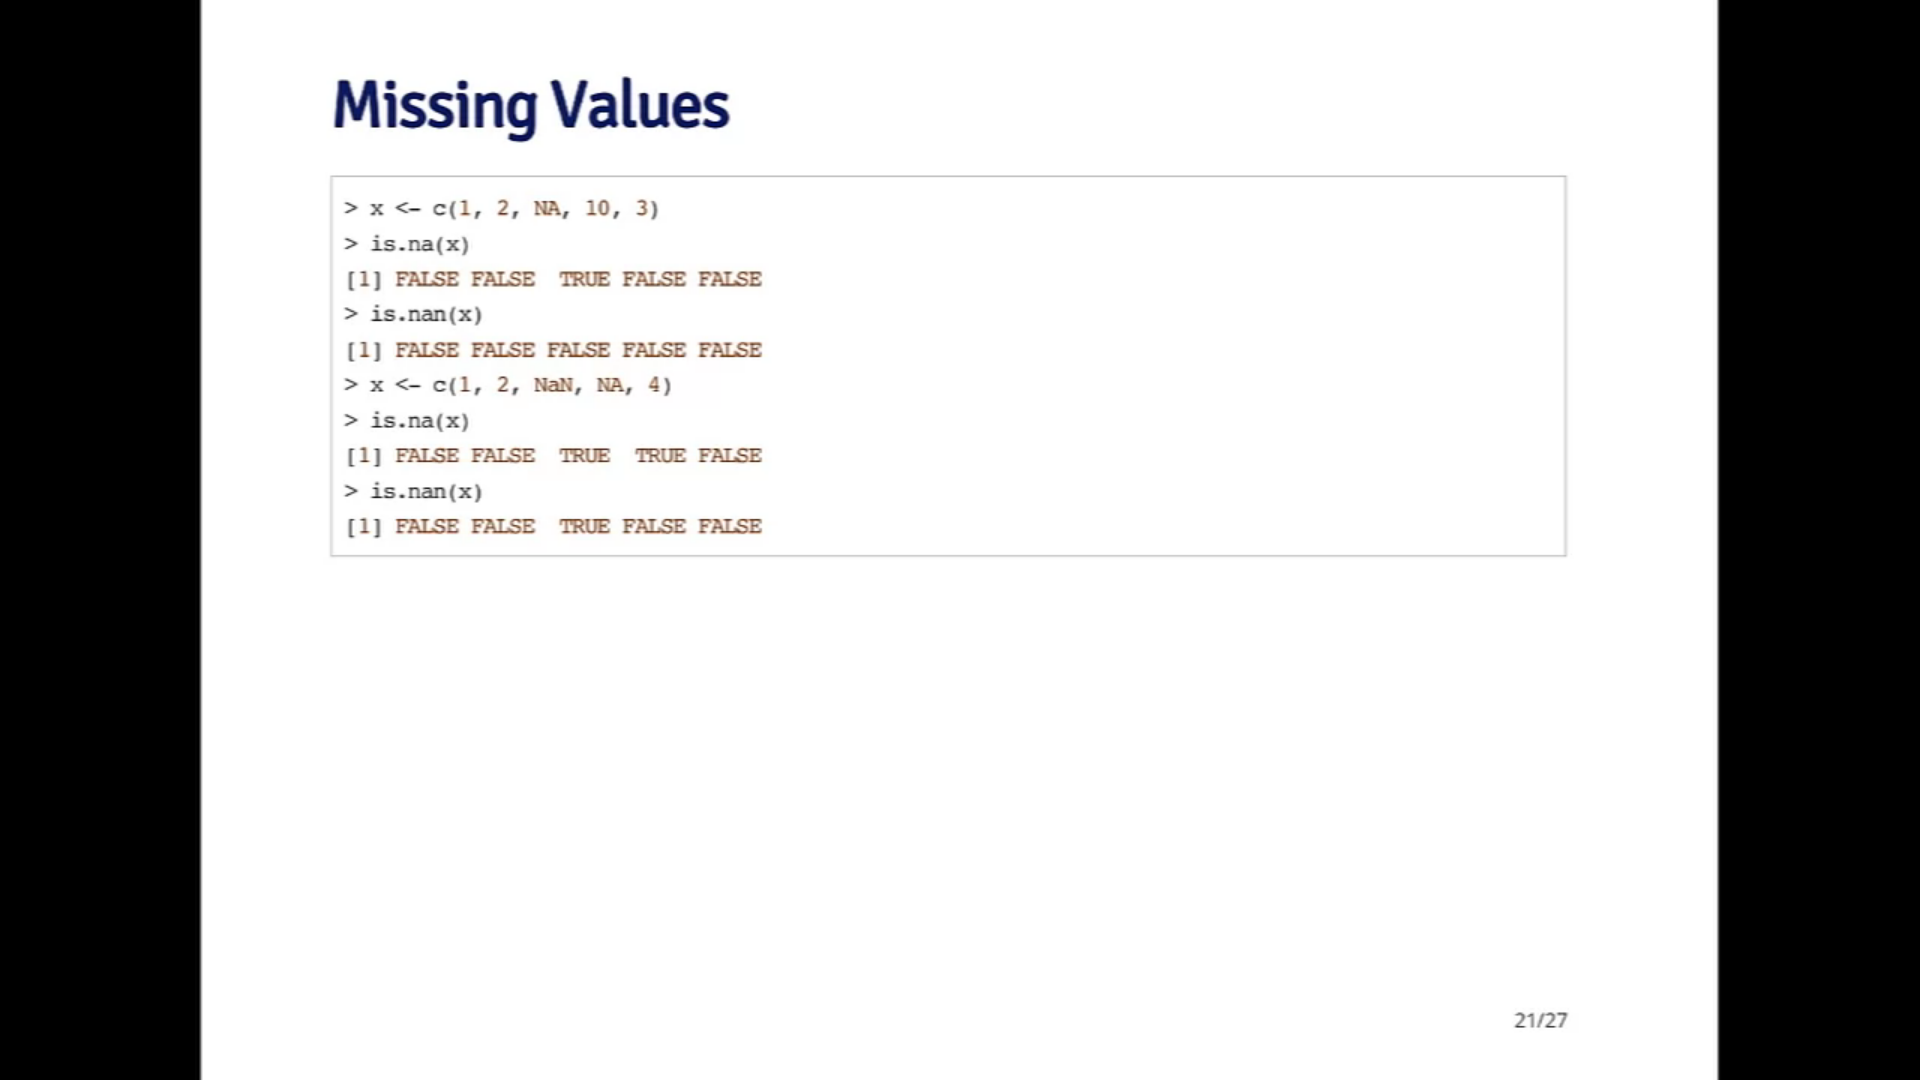 Missing Values
> x <- c(1, 2, NA, 10, 3)
> is.na(x)
[1] FALSE FALSE  TRUE FALSE FALSE
> is.nan(x)
[1] FALSE FALSE FALSE FALSE FALSE
> x <- c(1, 2, NaN, NA, 4)
> is.na(x)
[1] FALSE FALSE  TRUE  TRUE FALSE
> is.nan(x)
[1] FALSE FALSE  TRUE FALSE FALSE
21/27